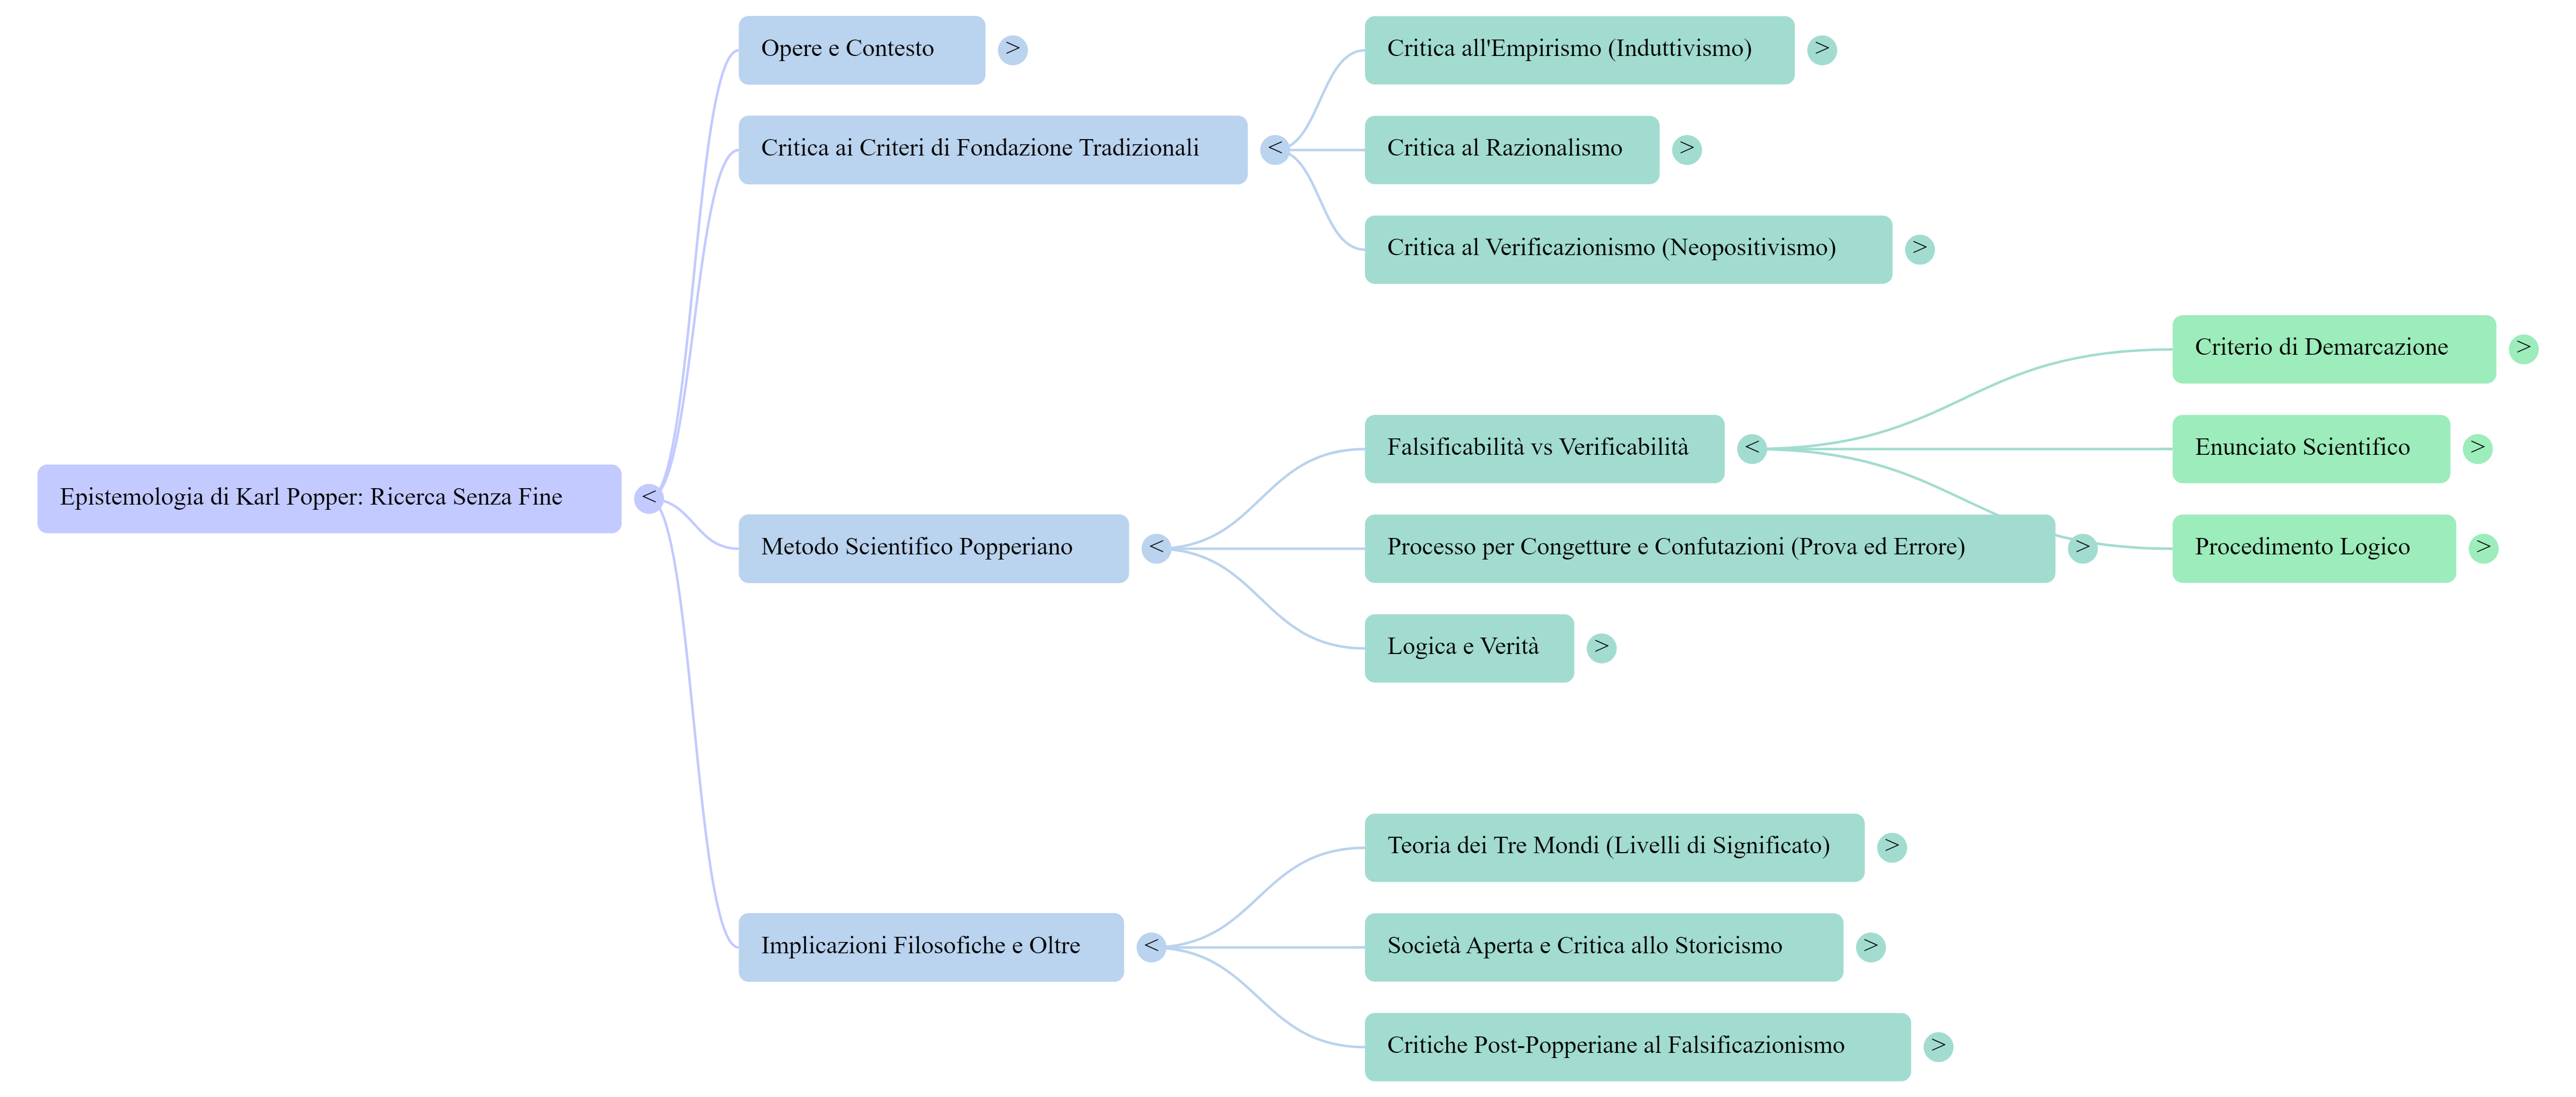 Epistemologia di Karl Popper: Ricerca Senza Fine
<
Opere e Contesto
>
Critica ai Criteri di Fondazione Tradizionali
<
Critica all'Empirismo (Induttivismo)
>
Critica al Razionalismo
>
Critica al Verificazionismo (Neopositivismo)
>
Metodo Scientifico Popperiano
<
Falsificabilità vs Verificabilità
<
Criterio di Demarcazione
>
Enunciato Scientifico
>
Procedimento Logico
>
Processo per Congetture e Confutazioni (Prova ed Errore)
>
Logica e Verità
>
Implicazioni Filosofiche e Oltre
<
Teoria dei Tre Mondi (Livelli di Significato)
>
Società Aperta e Critica allo Storicismo
>
Critiche Post-Popperiane al Falsificazionismo
>